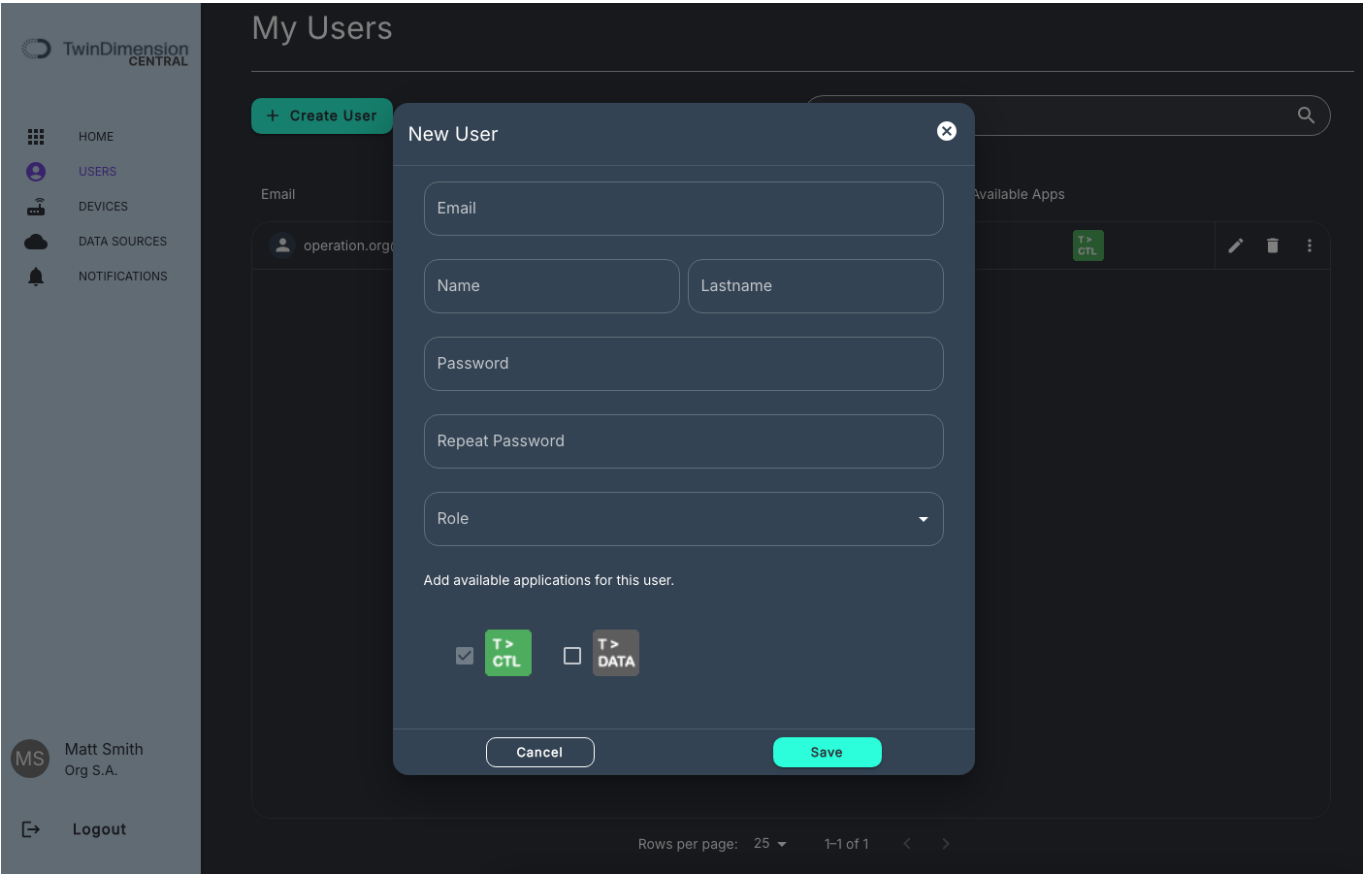 My Users
TwinDimension
CENTRAL
+ Create User
New User
HOME
USERS
DEVICES
DATA SOURCES
NOTIFICATIONS
Email
Available Apps
operation.org
T>
CTL
Email
Name
Lastname
Password
Repeat Password
Role
Add available applications for this user.
T>
CTL
T>
DATA
Cancel
Save
MS
Matt Smith
Org S.A.
Logout
Rows per page: 25
1–1 of 1